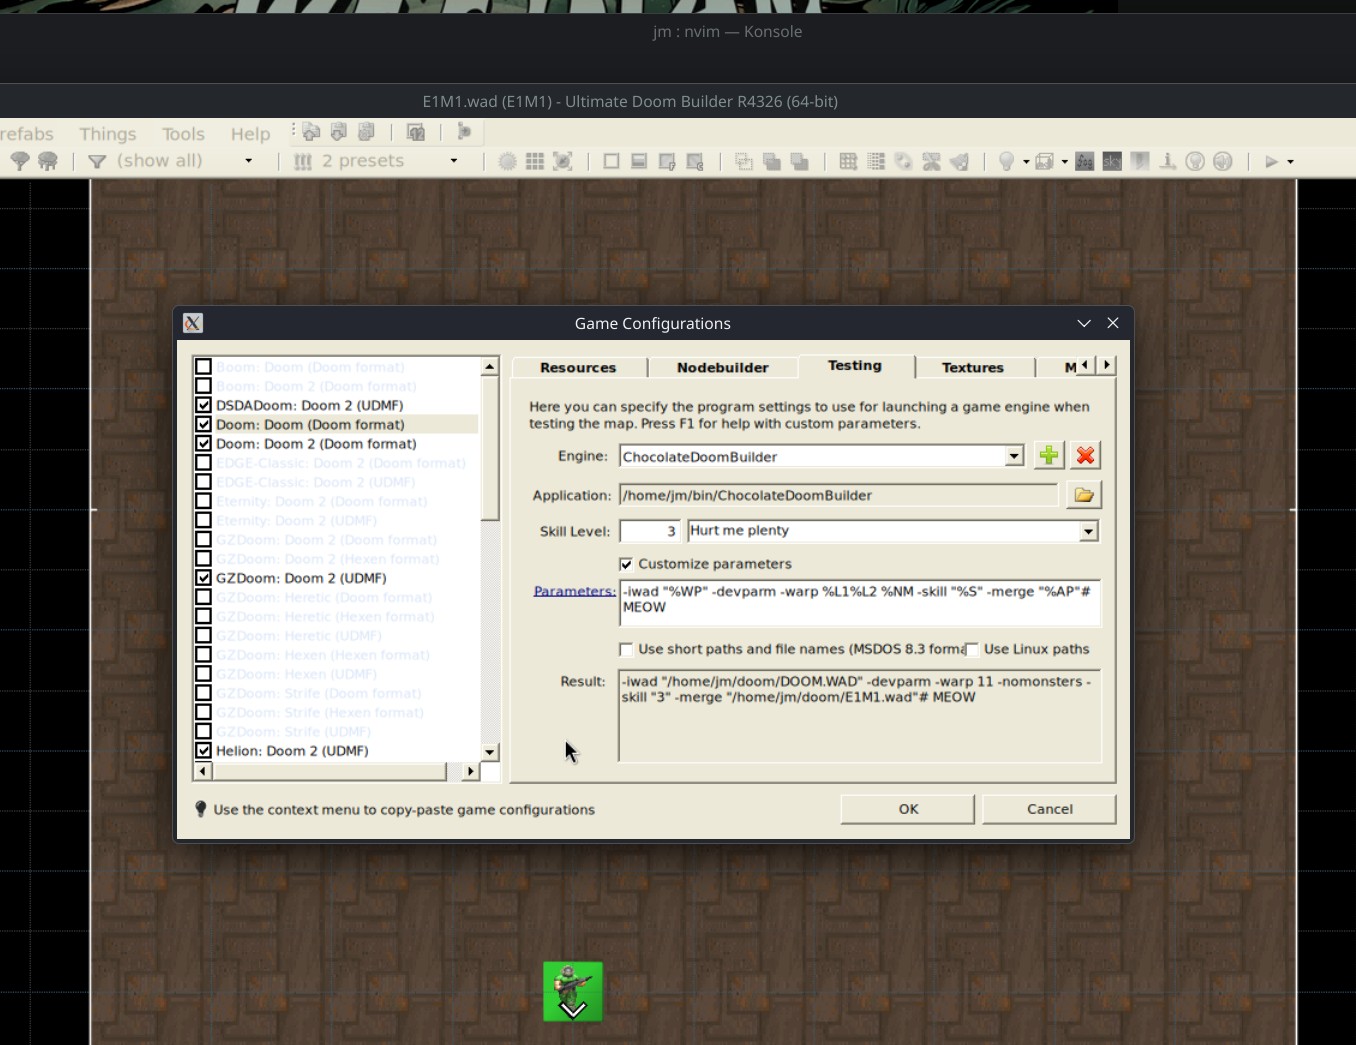 jm : nvim — Konsole
E1M1.wad (E1M1) - Ultimate Doom Builder R4326 (64-bit)
refabs Things Tools Help
(show all) 2 presets
sky
Game Configurations
Boom: Doom (Doom format)
Boom: Doom 2 (Doom format)
DSDADoom: Doom 2 (UDMF)
Doom: Doom (Doom format)
Doom: Doom 2 (Doom format)
EDGE-Classic: Doom 2 (Doom format)
EDGE-Classic: Doom 2 (UDMF)
Eternity: Doom 2 (Doom format)
Eternity: Doom 2 (UDMF)
GZDoom: Doom 2 (Doom format)
GZDoom: Doom 2 (Hexen format)
GZDoom: Doom 2 (UDMF)
GZDoom: Heretic (Doom format)
GZDoom: Heretic (Hexen format)
GZDoom: Heretic (UDMF)
GZDoom: Hexen (Hexen format)
GZDoom: Hexen (UDMF)
GZDoom: Strife (Doom format)
GZDoom: Strife (Hexen format)
GZDoom: Strife (UDMF)
Helion: Doom 2 (UDMF)
Resources Nodebuilder Testing Textures M
Here you can specify the program settings to use for launching a game engine when
testing the map. Press F1 for help with custom parameters.
Engine: ChocolateDoomBuilder
Application: /home/jm/bin/ChocolateDoomBuilder
Skill Level: 3 Hurt me plenty
Customize parameters
Parameters: -iwad "%WP" -devparm -warp %L1%L2 %NM -skill "%S" -merge "%AP"#
MEOW
Use short paths and file names (MSDOS 8.3 forma Use Linux paths
Result: -iwad "/home/jm/doom/DOOM.WAD" -devparm -warp 11 -nomonsters -
skill "3" -merge "/home/jm/doom/E1M1.wad"# MEOW
Use the context menu to copy-paste game configurations
OK Cancel